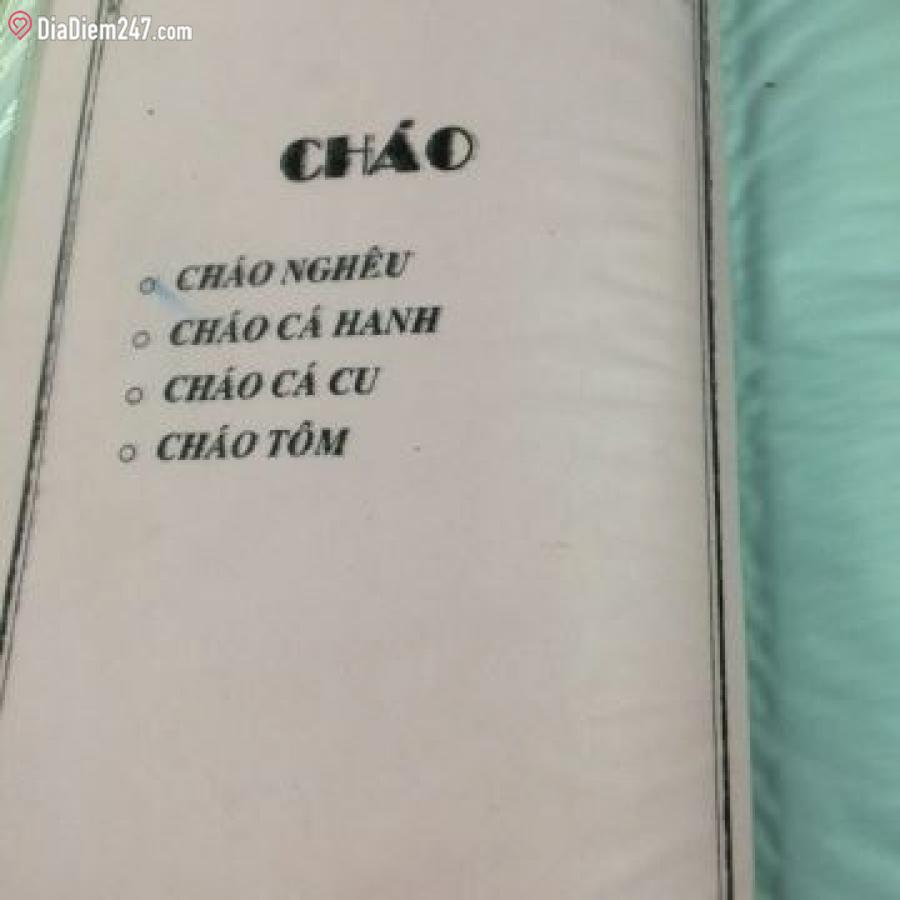 DiaDiem247.com
CHÁO
CHÁO NGHÊU
CHÁO CÁ HANH
CHÁO CÁ CU
CHÁO TÔM